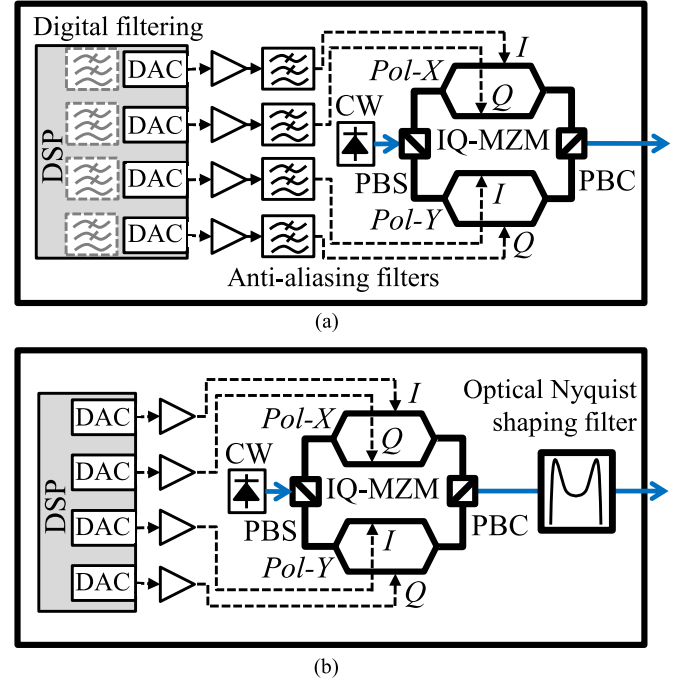 Digital filtering
DSP
DAC
DAC
DAC
DAC
Pol-X
I
Q
CW
IQ-MZM
PBS
PBC
Pol-Y
I
Q
Anti-aliasing filters
(a)
DSP
DAC
DAC
DAC
DAC
Pol-X
I
Q
CW
IQ-MZM
PBS
PBC
Pol-Y
I
Q
Optical Nyquist
shaping filter
(b)